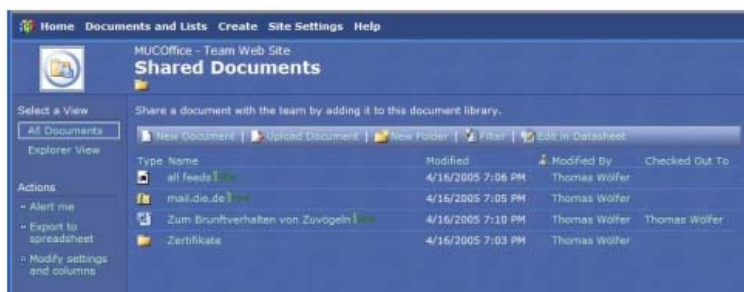 Home Documents and Lists Create Site Settings Help
MUCOffice - Team Web Site
Shared Documents
Select a View
All Documents
Explorer View
Actions
Alert me
Export to
spreadsheet
Modify settings
and columns
Share a document with the team by adding it to this document library.
New Document | Upload Document | New Folder | Filter | Edit in Datasheet
Type Name Modified Modified By Checked Out To
all feeds 4/16/2005 7:06 PM Thomas Wölfer
mail.die.de 4/16/2005 7:05 PM Thomas Wölfer
Zum Brunftverhalten von Zuvögeln 4/16/2005 7:10 PM Thomas Wölfer Thomas Wölfer
Zertifikate 4/16/2005 7:03 PM Thomas Wölfer